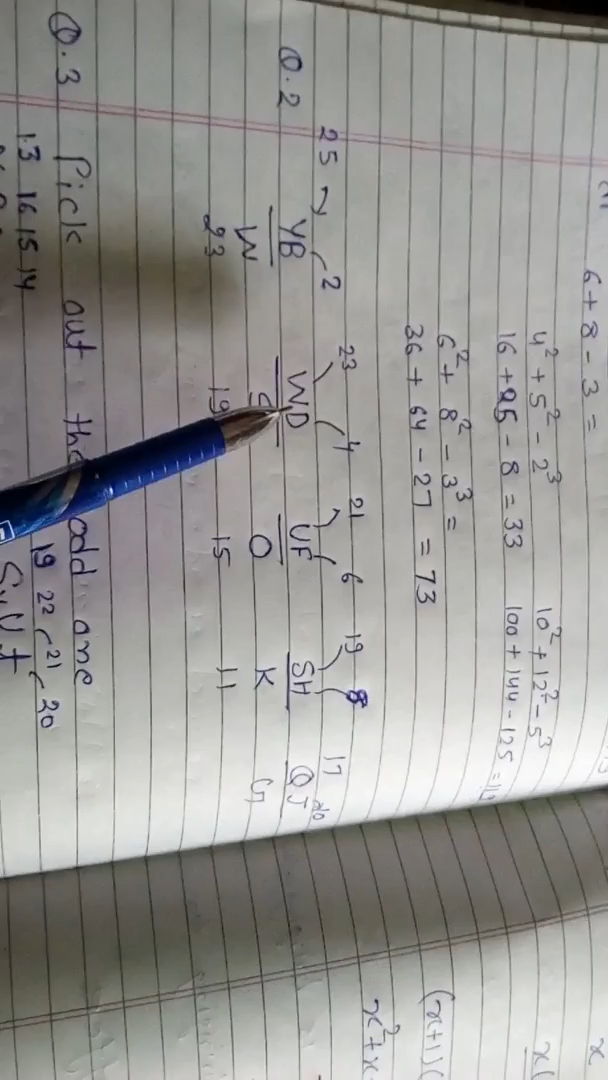 6 + 8 - 3 =
4² + 5² - 2³ 10² + 12² - 5³
16 + 25 - 8 = 33 100 + 144 - 125 = 119
6² + 8² - 3³ =
36 + 64 - 27 = 73
25 2 23 4 21 6 19 8 17 10
Q.2 YB WD UF SH QJ
W O K G
23 19 15 11
Q.3 Pick out the odd one
13 16 15 14 19 22 21 20
x
x(
(x+1)(
x² + x